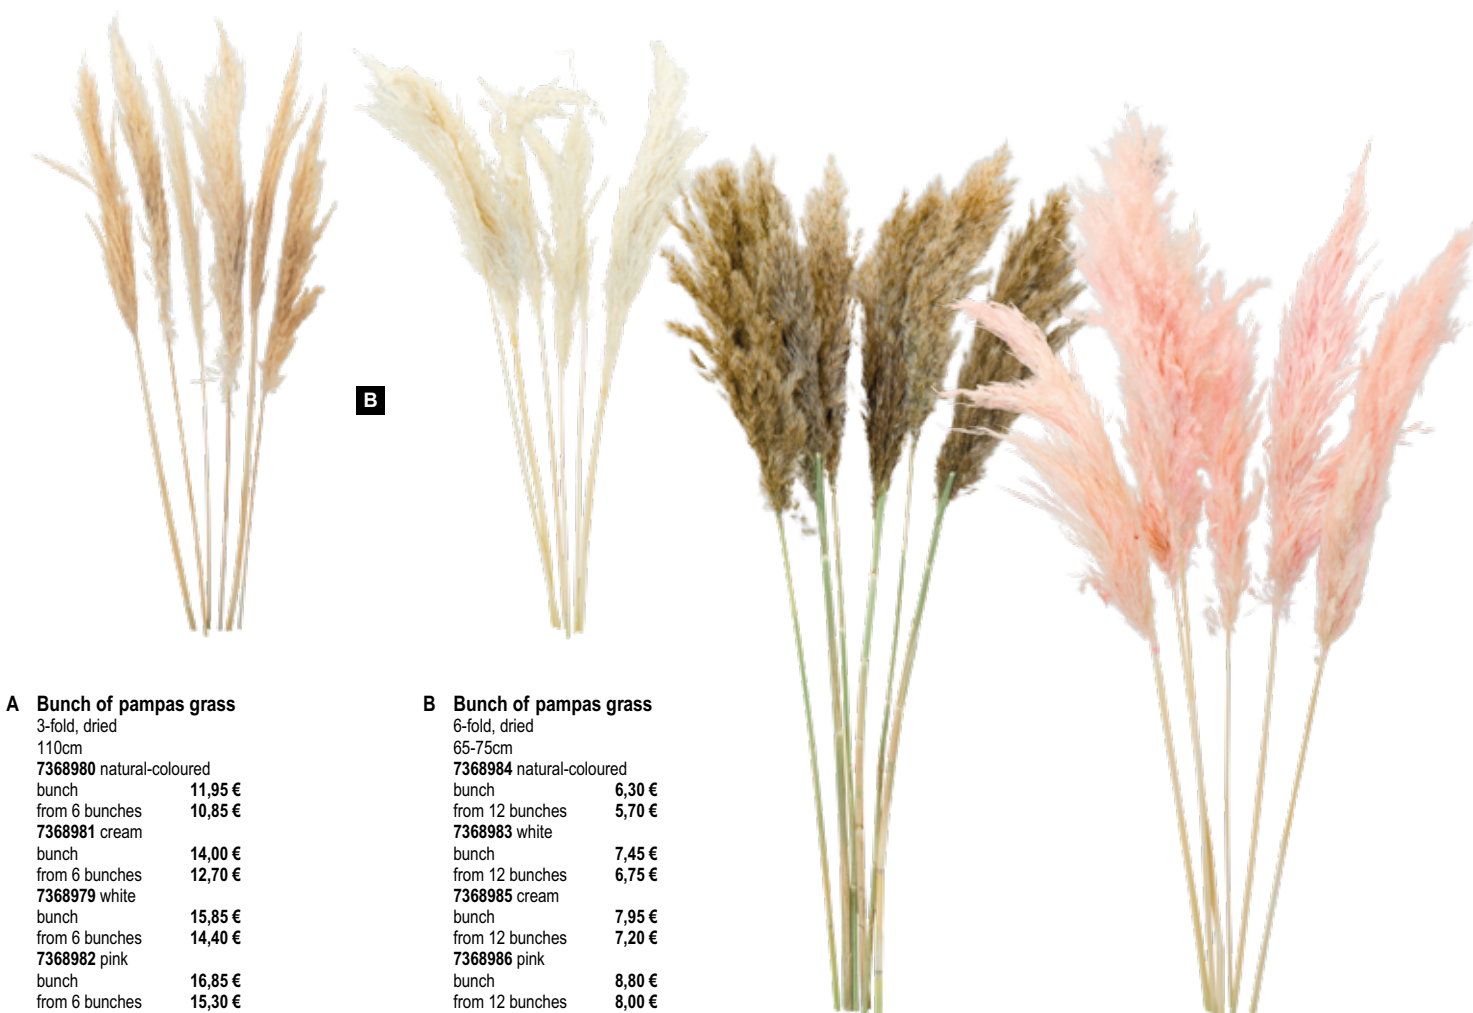 B
A Bunch of pampas grass
3-fold, dried
110cm
7368980 natural-coloured
bunch 11,95 €
from 6 bunches 10,85 €
7368981 cream
bunch 14,00 €
from 6 bunches 12,70 €
7368979 white
bunch 15,85 €
from 6 bunches 14,40 €
7368982 pink
bunch 16,85 €
from 6 bunches 15,30 €
B Bunch of pampas grass
6-fold, dried
65-75cm
7368984 natural-coloured
bunch 6,30 €
from 12 bunches 5,70 €
7368983 white
bunch 7,45 €
from 12 bunches 6,75 €
7368985 cream
bunch 7,95 €
from 12 bunches 7,20 €
7368986 pink
bunch 8,80 €
from 12 bunches 8,00 €